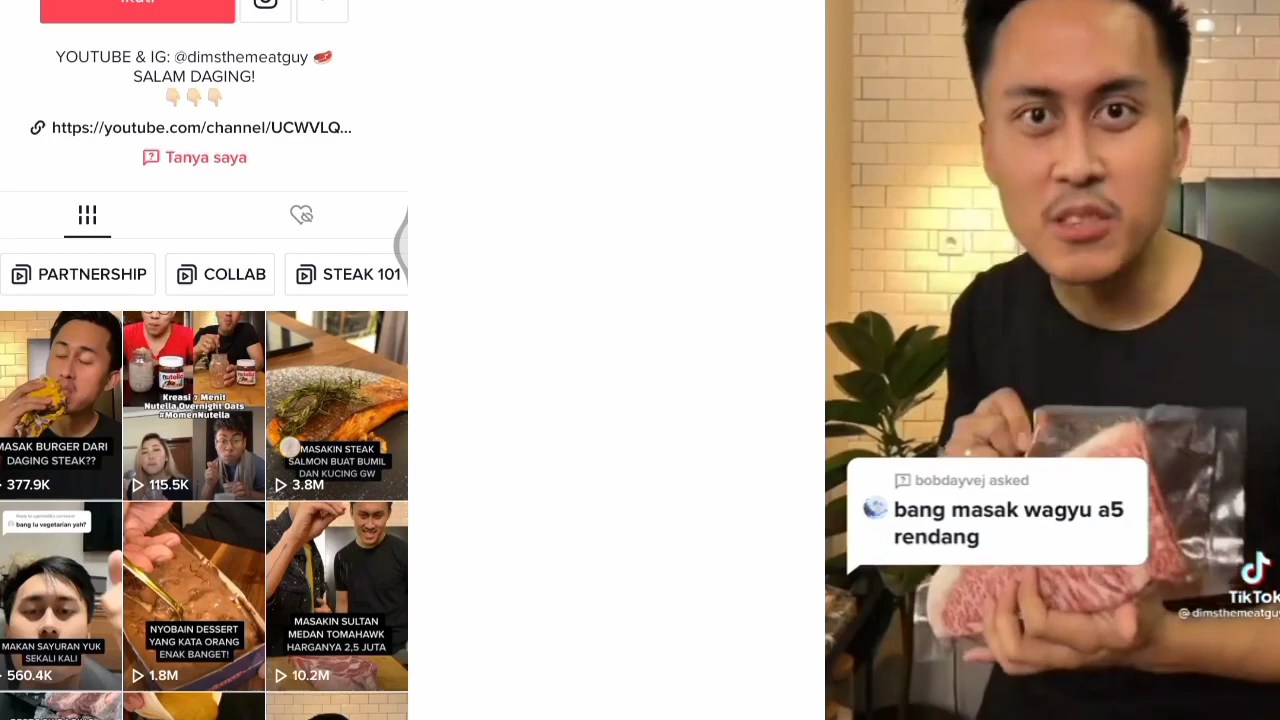 YOUTUBE & IG: @dimsthemeatguy
SALAM DAGING!
https://youtube.com/channel/UCWVLQ...
Tanya saya
PARTNERSHIP
COLLAB
STEAK 101
MASAK BURGER DARI
DAGING STEAK??
377.9K
nutella
nutella
Kreasi 7 Menit
Nutella Overnight Oats
#MomenNutella
115.5K
MASAKIN STEAK
SALMON BUAT BUMIL
DAN KUCING GW
3.8M
bang lu vegetarian yah?
MAKAN SAYURAN YUK
SEKALI KALI
560.4K
NYOBAIN DESSERT
YANG KATA ORANG
ENAK BANGET!
1.8M
MASAKIN SULTAN
MEDAN TOMAHAWK
HARGANYA 2,5 JUTA
10.2M
bobdayvej asked
bang masak wagyu a5
rendang
TikTok
@dimsthemeatguy